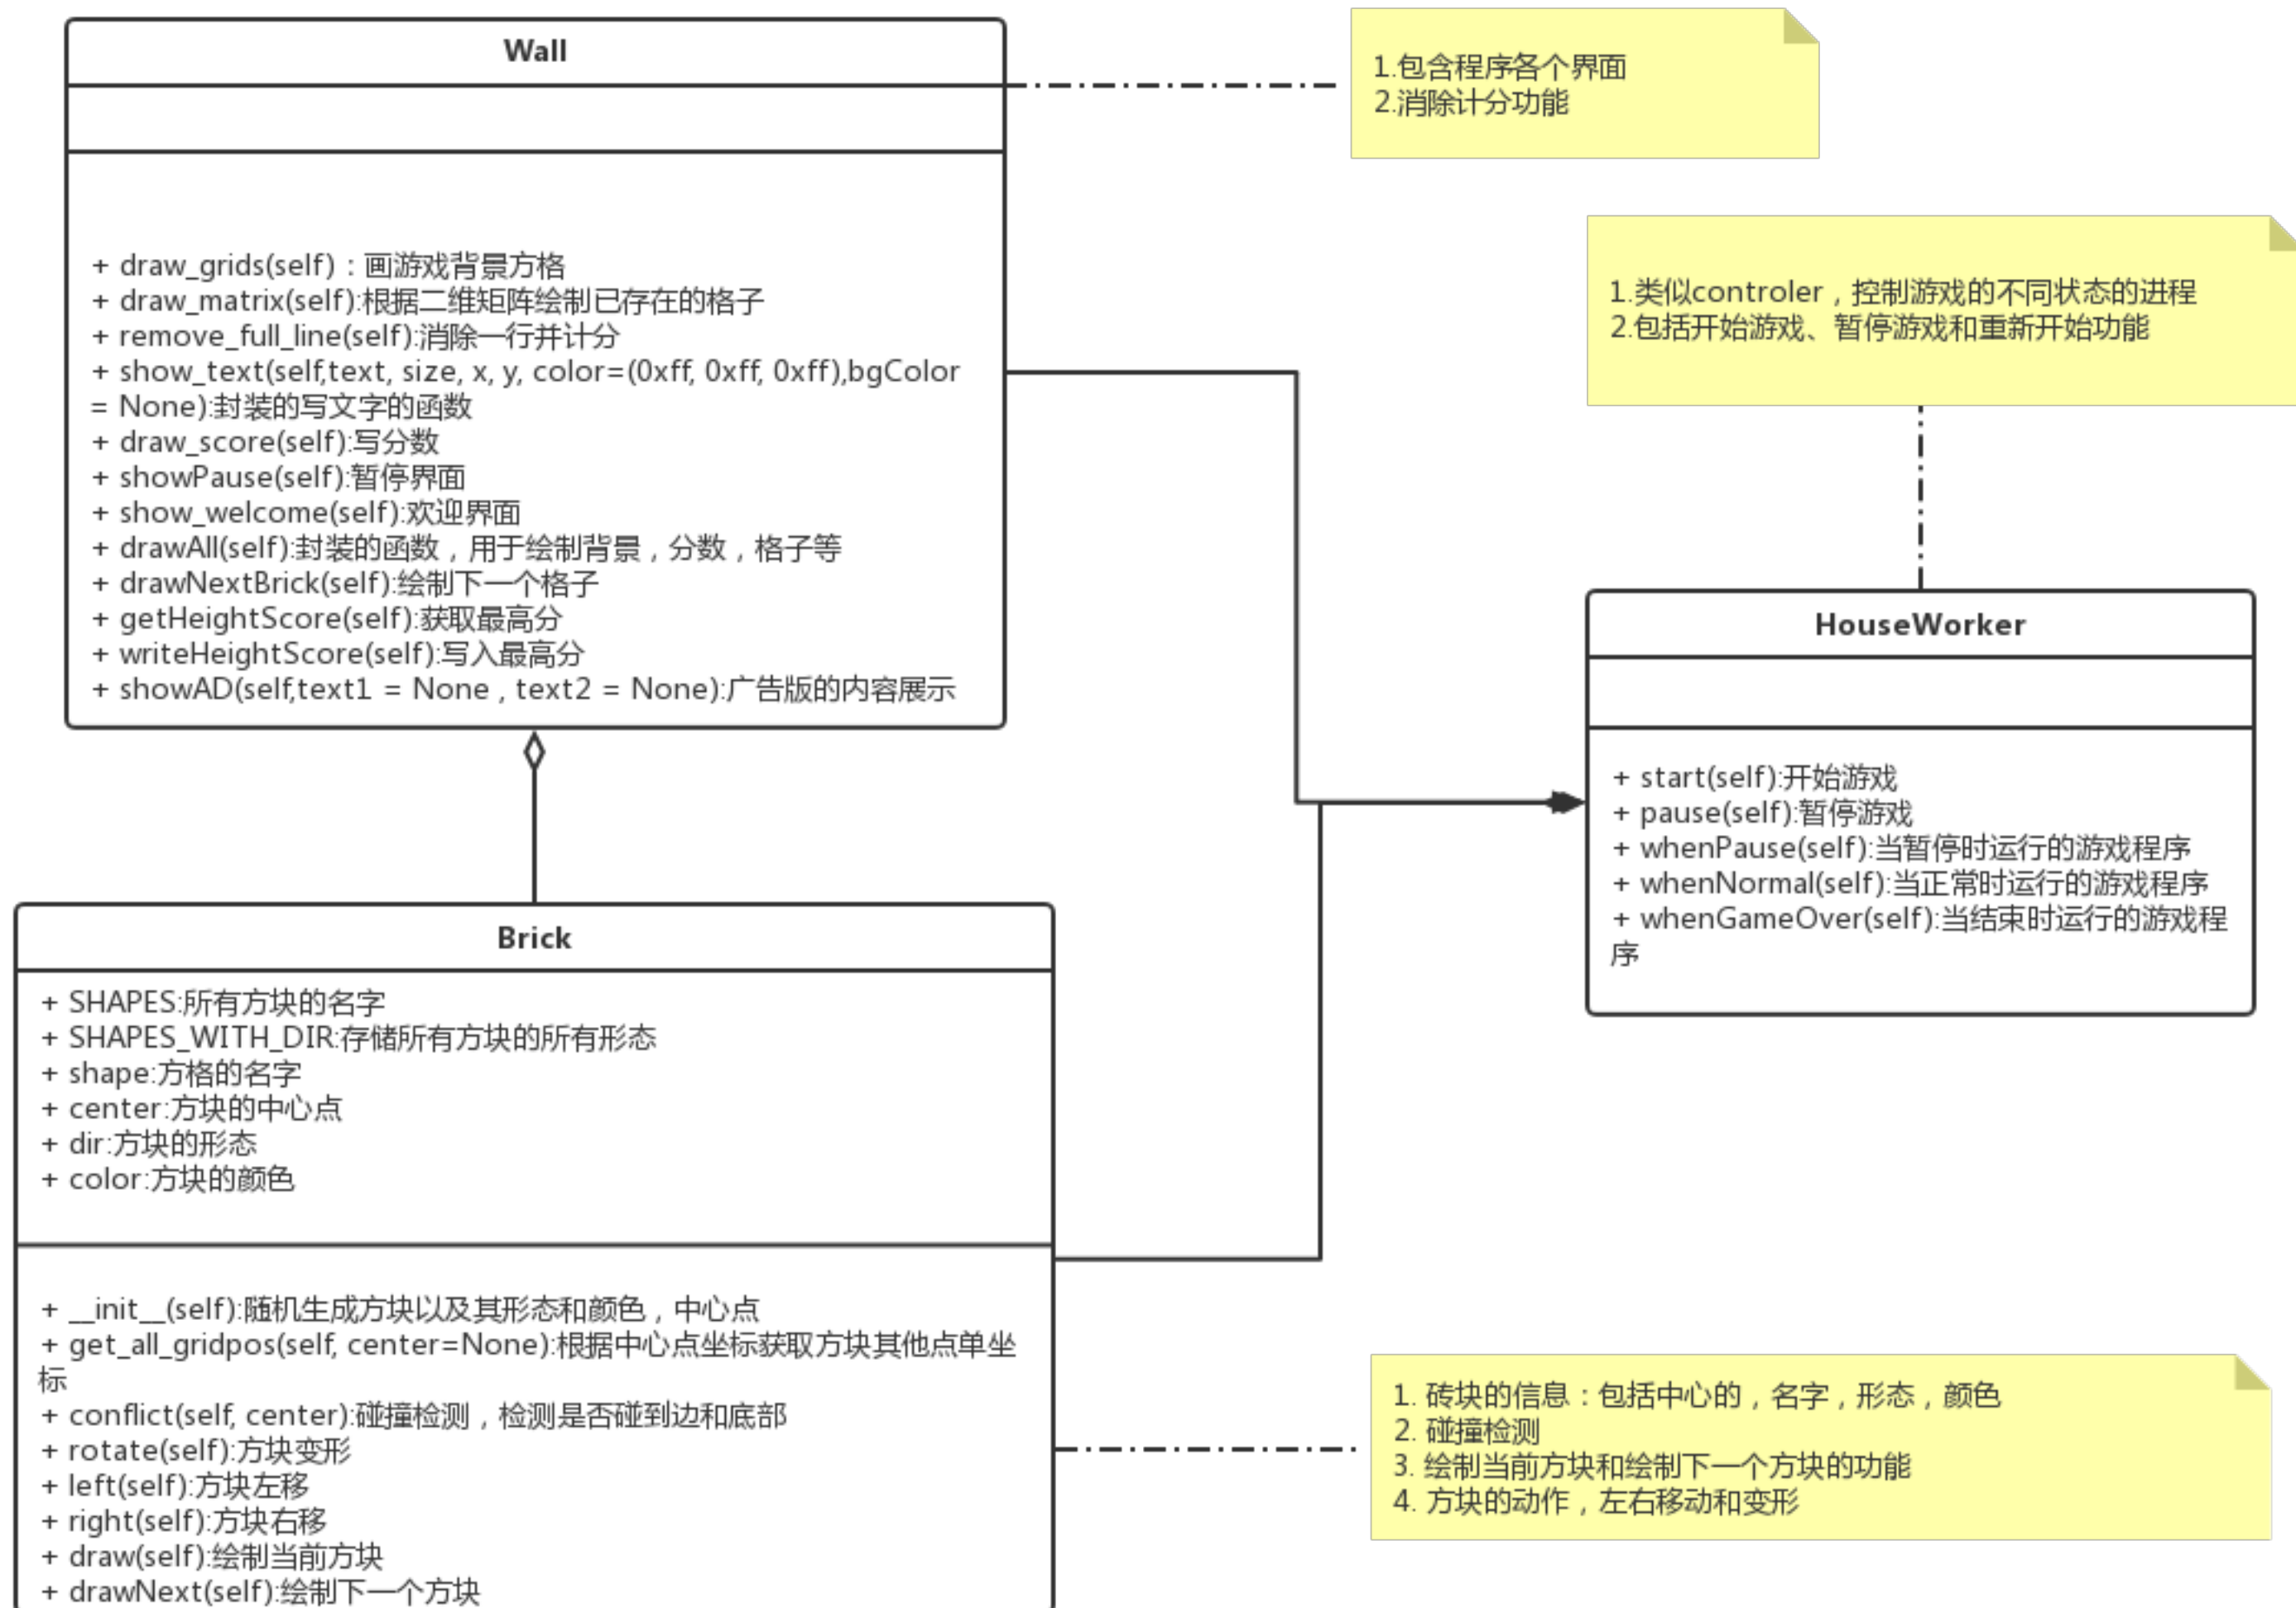 Wall
+ draw_grids(self)：画游戏背景方格
+ draw_matrix(self):根据二维矩阵绘制已存在的格子
+ remove_full_line(self):消除一行并计分
+ show_text(self,text, size, x, y, color=(0xff, 0xff, 0xff),bgColor
= None):封装的写文字的函数
+ draw_score(self):写分数
+ showPause(self):暂停界面
+ show_welcome(self):欢迎界面
+ drawAll(self):封装的函数，用于绘制背景，分数，格子等
+ drawNextBrick(self):绘制下一个格子
+ getHeightScore(self):获取最高分
+ writeHeightScore(self):写入最高分
+ showAD(self,text1 = None , text2 = None):广告版的内容展示
1.包含程序各个界面
2.消除计分功能
1.类似controler，控制游戏的不同状态的进程
2.包括开始游戏、暂停游戏和重新开始功能
HouseWorker
+ start(self):开始游戏
+ pause(self):暂停游戏
+ whenPause(self):当暂停时运行的游戏程序
+ whenNormal(self):当正常时运行的游戏程序
+ whenGameOver(self):当结束时运行的游戏程
序
Brick
+ SHAPES:所有方块的名字
+ SHAPES_WITH_DIR:存储所有方块的所有形态
+ shape:方格的名字
+ center:方块的中心点
+ dir:方块的形态
+ color:方块的颜色
+ __init__(self):随机生成方块以及其形态和颜色，中心点
+ get_all_gridpos(self, center=None):根据中心点坐标获取方块其他点单坐
标
+ conflict(self, center):碰撞检测，检测是否碰到边和底部
+ rotate(self):方块变形
+ left(self):方块左移
+ right(self):方块右移
+ draw(self):绘制当前方块
+ drawNext(self):绘制下一个方块
1. 砖块的信息：包括中心的，名字，形态，颜色
2. 碰撞检测
3. 绘制当前方块和绘制下一个方块的功能
4. 方块的动作，左右移动和变形